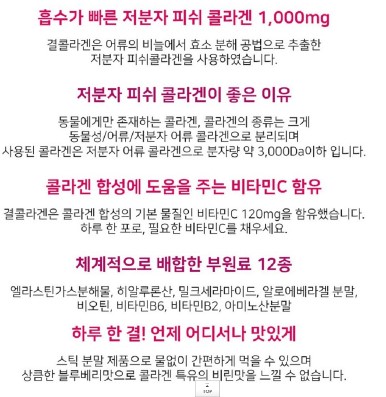 흡수가 빠른 저분자 피쉬 콜라겐 1,000mg
결콜라겐은 어류의 비늘에서 효소 분해 공법으로 추출한
저분자 피쉬콜라겐을 사용하였습니다.
저분자 피쉬 콜라겐이 좋은 이유
동물에게만 존재하는 콜라겐, 콜라겐의 종류는 크게
동물성/어류/저분자 어류 콜라겐으로 분리되며
사용된 콜라겐은 저분자 어류 콜라겐으로 분자량 약 3,000Da이하 입니다.
콜라겐 합성에 도움을 주는 비타민C 함유
결콜라겐은 콜라겐 합성의 기본 물질인 비타민C 120mg을 함유했습니다.
하루 한 포로, 필요한 비타민C를 채우세요.
체계적으로 배합한 부원료 12종
엘라스틴가스분해물, 히알루론산, 밀크세라마이드, 알로에베라겔 분말,
비오틴, 비타민B6, 비타민B2, 아미노산분말
하루 한 결! 언제 어디서나 맛있게
스틱 분말 제품으로 물없이 간편하게 먹을 수 있으며
상큼한 블루베리맛으로 콜라겐 특유의 비린맛을 느낄 수 없습니다.
TOP